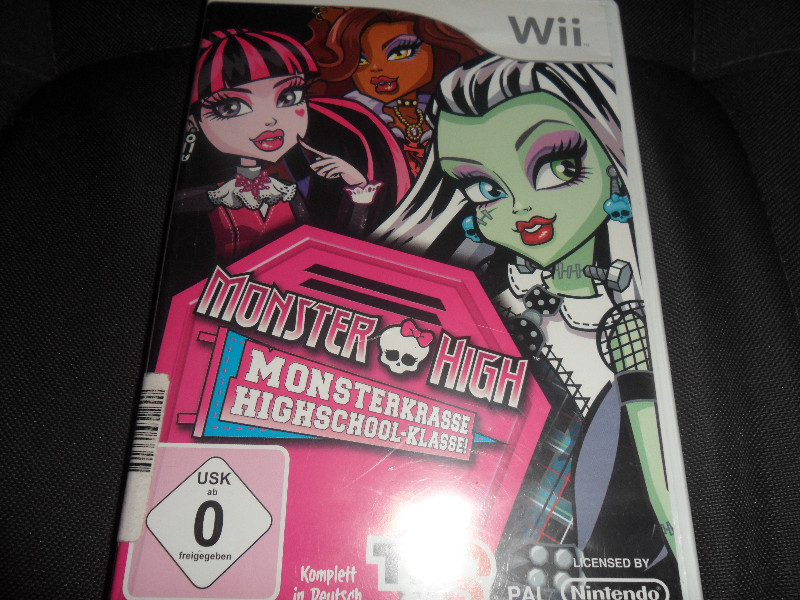 Wii
MONSTER HIGH
MONSTERKRASSE
HIGHSCHOOL-KLASSE!
USK
ab
0
freigegeben
Komplett
in Deutsch
PAL
LICENSED BY
Nintendo